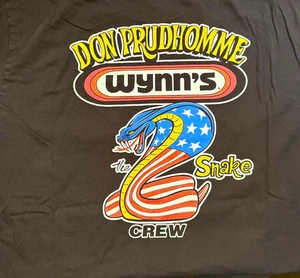 DON PRUDHOMME
WYNN'S
the Snake
CREW